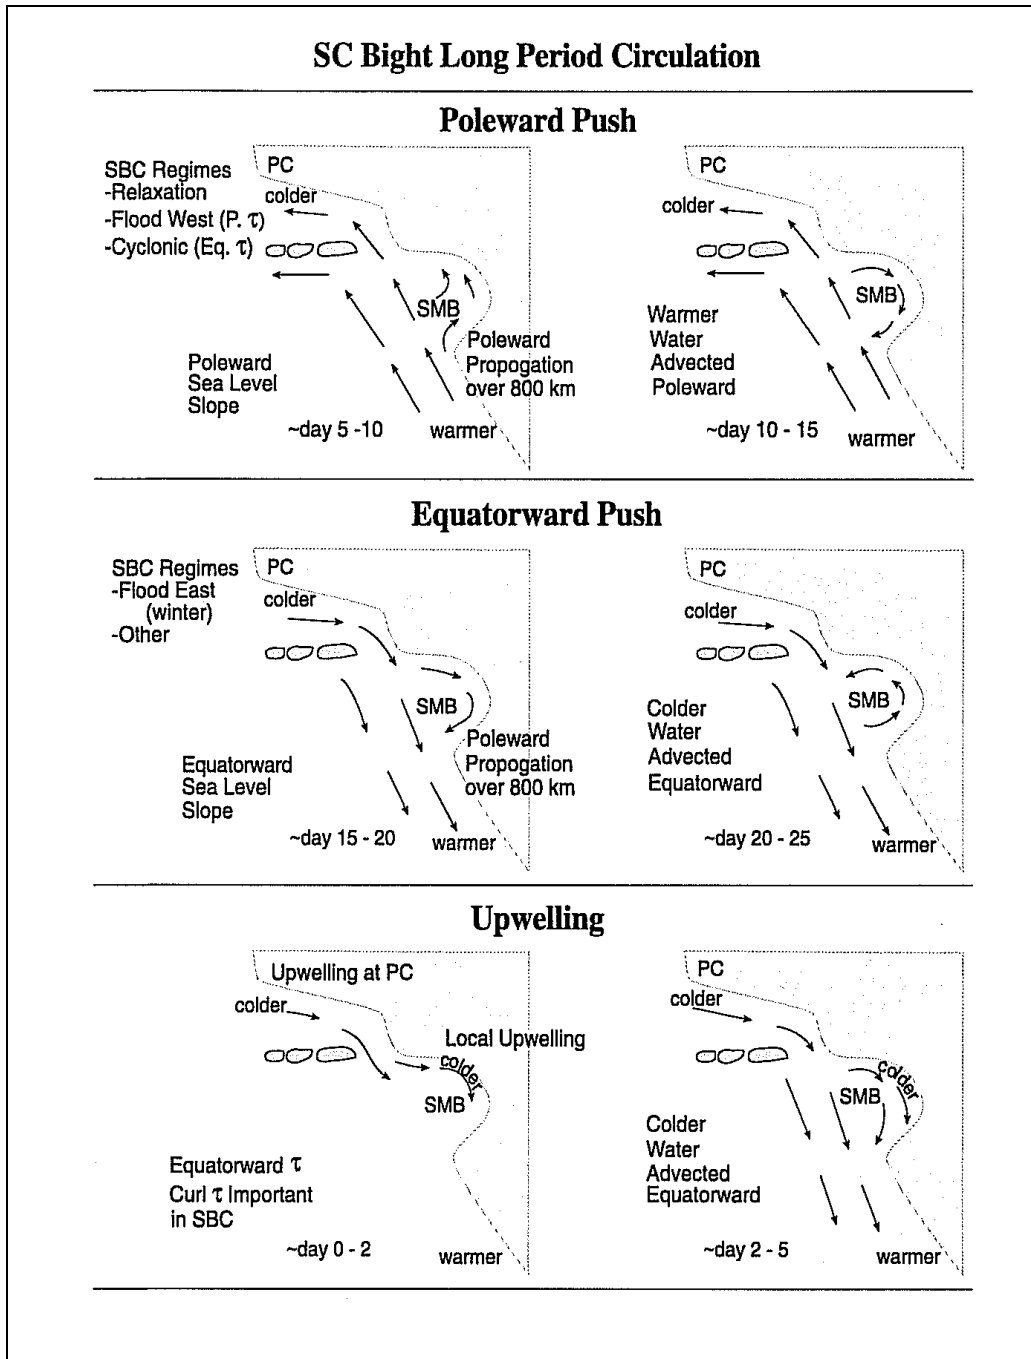 SC Bight Long Period Circulation
Poleward Push
SBC Regimes
-Relaxation
-Flood West (P. τ)
-Cyclonic (Eq. τ)
PC
colder
SMB
Poleward
Propogation
over 800 km
Poleward
Sea Level
Slope
~day 5 -10
warmer
PC
colder
SMB
Warmer
Water
Advected
Poleward
~day 10 - 15
warmer
Equatorward Push
SBC Regimes
-Flood East
(winter)
-Other
PC
colder
SMB
Poleward
Propogation
over 800 km
Equatorward
Sea Level
Slope
~day 15 - 20
warmer
PC
colder
SMB
Colder
Water
Advected
Equatorward
~day 20 - 25
warmer
Upwelling
Upwelling at PC
colder
Local Upwelling
colder
SMB
Equatorward τ
Curl τ Important
in SBC
~day 0 - 2
warmer
PC
colder
colder
SMB
Colder
Water
Advected
Equatorward
~day 2 - 5
warmer